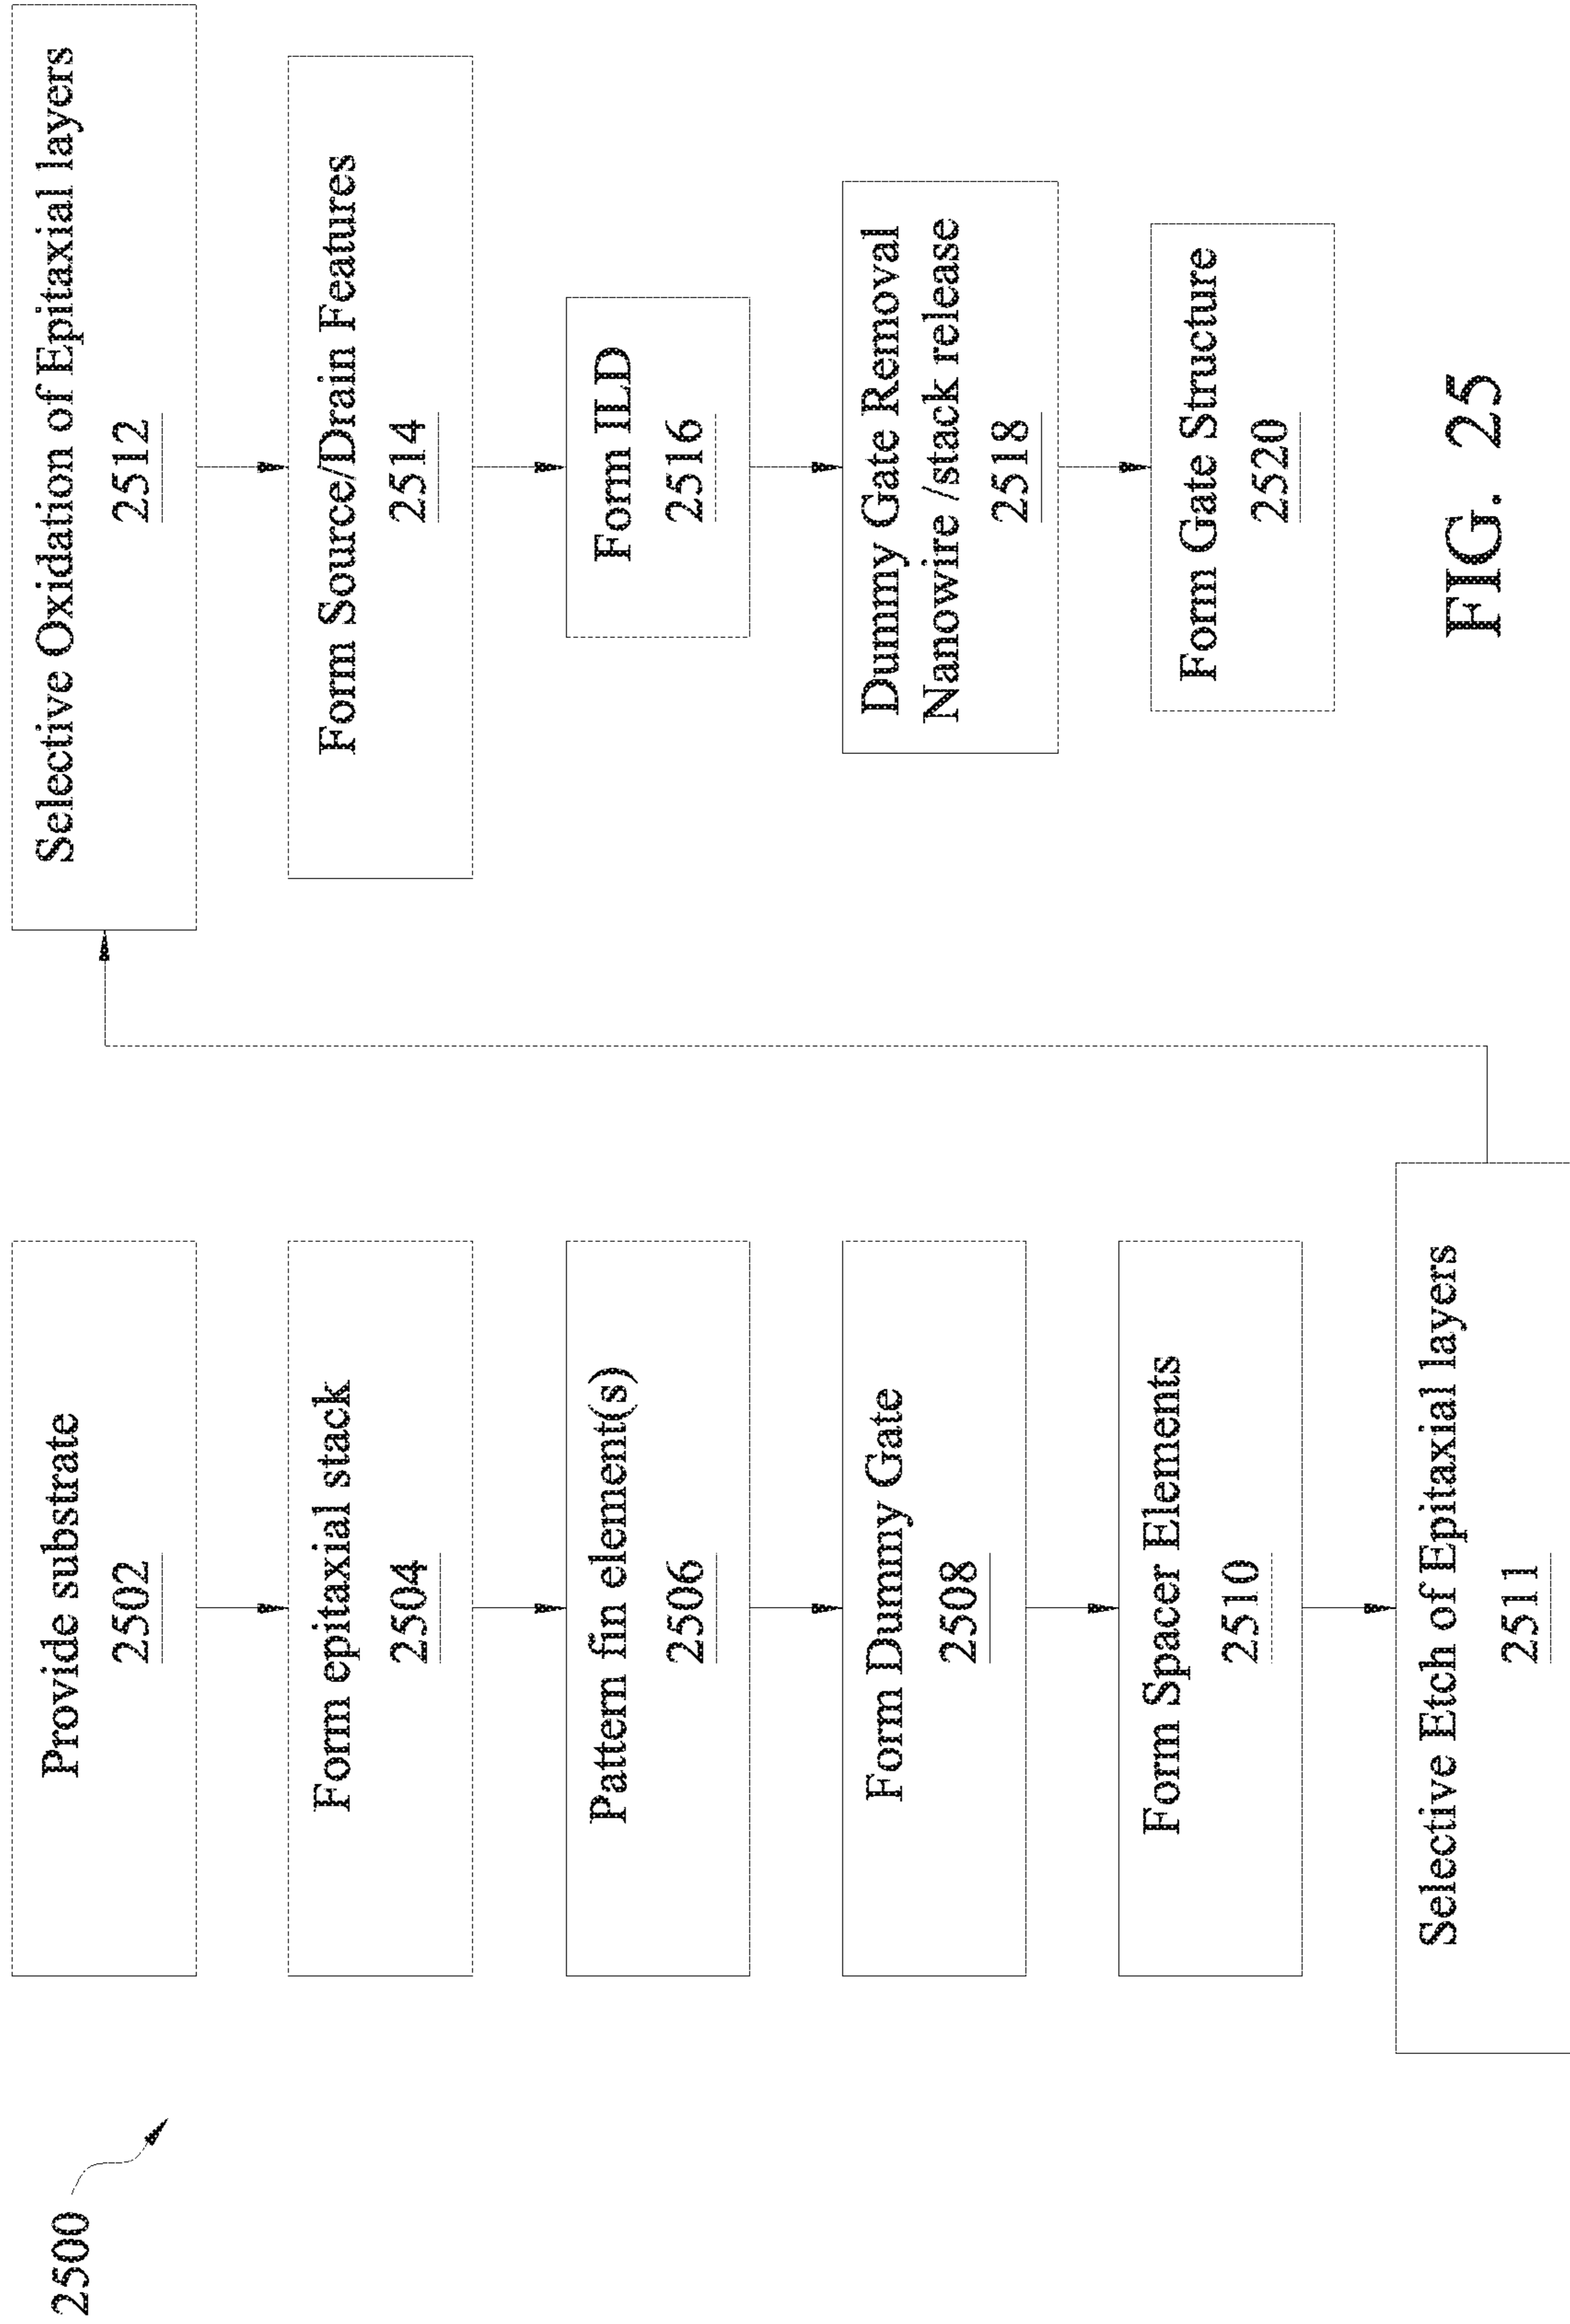 2500
Provide substrate
2502
Form epitaxial stack
2504
Pattern fin element(s)
2506
Form Dummy Gate
2508
Form Spacer Elements
2510
Selective Etch of Epitaxial layers
2511
Selective Oxidation of Epitaxial layers
2512
Form Source/Drain Features
2514
Form ILD
2516
Dummy Gate Removal
Nanowire /stack release
2518
Form Gate Structure
2520
FIG. 25